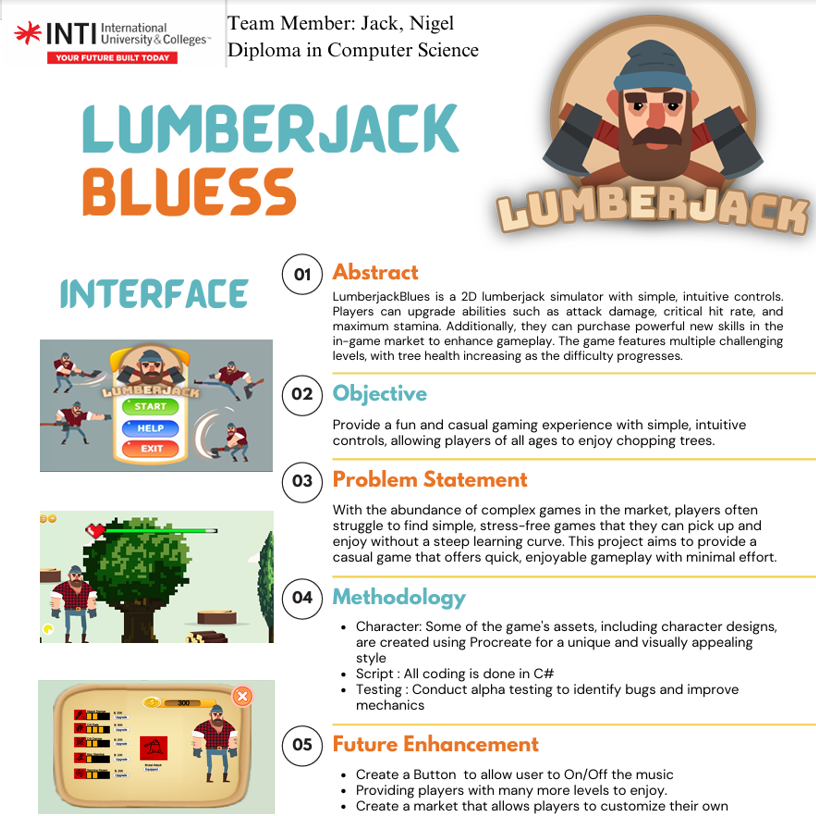 INTI International University & Colleges™
YOUR FUTURE BUILT TODAY
Team Member: Jack, Nigel
Diploma in Computer Science
LUMBERJACK
BLUESS
LUMBERJACK
INTERFACE
LUMBERJACK
START
HELP
EXIT
300
01 Abstract
LumberjackBlues is a 2D lumberjack simulator with simple, intuitive controls.
Players can upgrade abilities such as attack damage, critical hit rate, and
maximum stamina. Additionally, they can purchase powerful new skills in the
in-game market to enhance gameplay. The game features multiple challenging
levels, with tree health increasing as the difficulty progresses.
02 Objective
Provide a fun and casual gaming experience with simple, intuitive
controls, allowing players of all ages to enjoy chopping trees.
03 Problem Statement
With the abundance of complex games in the market, players often
struggle to find simple, stress-free games that they can pick up and
enjoy without a steep learning curve. This project aims to provide a
casual game that offers quick, enjoyable gameplay with minimal effort.
04 Methodology
• Character: Some of the game's assets, including character designs,
are created using Procreate for a unique and visually appealing
style
• Script : All coding is done in C#
• Testing : Conduct alpha testing to identify bugs and improve
mechanics
05 Future Enhancement
• Create a Button to allow user to On/Off the music
• Providing players with many more levels to enjoy.
• Create a market that allows players to customize their own